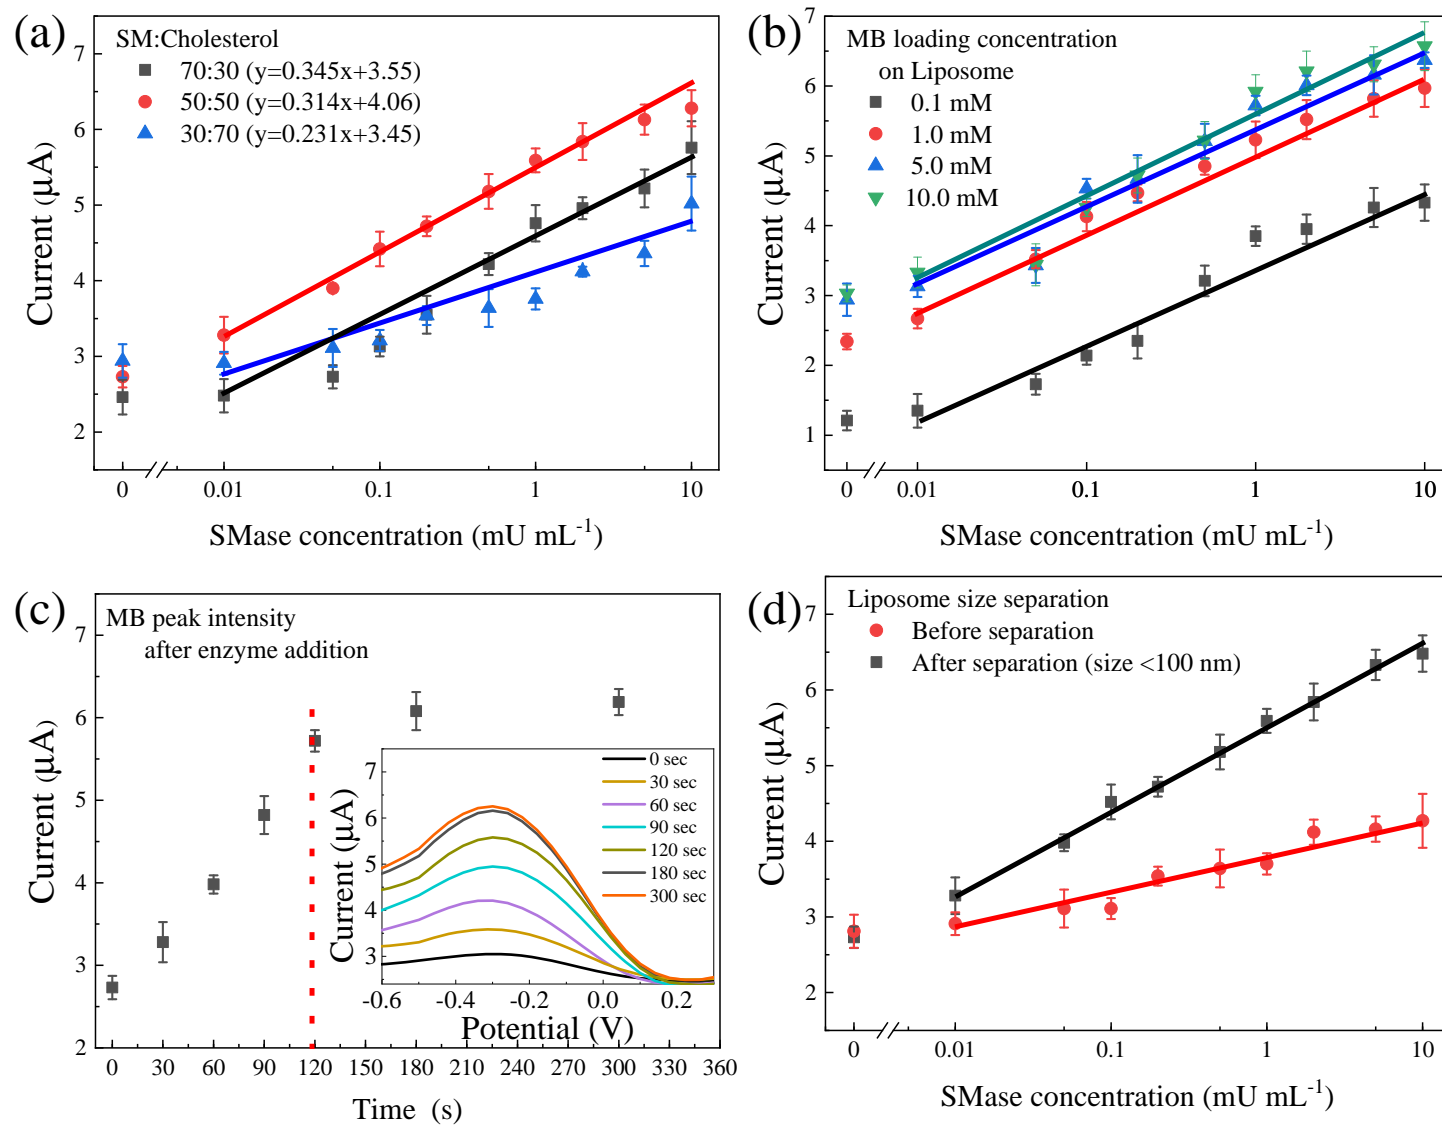 (a)
SM:Cholesterol
70:30 (y=0.345x+3.55)
50:50 (y=0.314x+4.06)
30:70 (y=0.231x+3.45)
7
6
5
4
3
2
Current (μA)
0 0.01 0.1 1 10
SMase concentration (mU mL⁻¹)
(b)
MB loading concentration
on Liposome
0.1 mM
1.0 mM
5.0 mM
10.0 mM
7
6
5
4
3
2
1
Current (μA)
0 0.01 0.1 1 10
SMase concentration (mU mL⁻¹)
(c)
MB peak intensity
after enzyme addition
7
6
5
4
3
2
Current (μA)
0 30 60 90 120 150 180 210 225 240 270 300 330 360
Time (s)
7
6
5
4
3
Current (μA)
0 sec
30 sec
60 sec
90 sec
120 sec
180 sec
300 sec
-0.6 -0.4 -0.2 0.0 0.2
Potential (V)
(d)
Liposome size separation
Before separation
After separation (size <100 nm)
7
6
5
4
3
2
Current (μA)
0 0.01 0.1 1 10
SMase concentration (mU mL⁻¹)